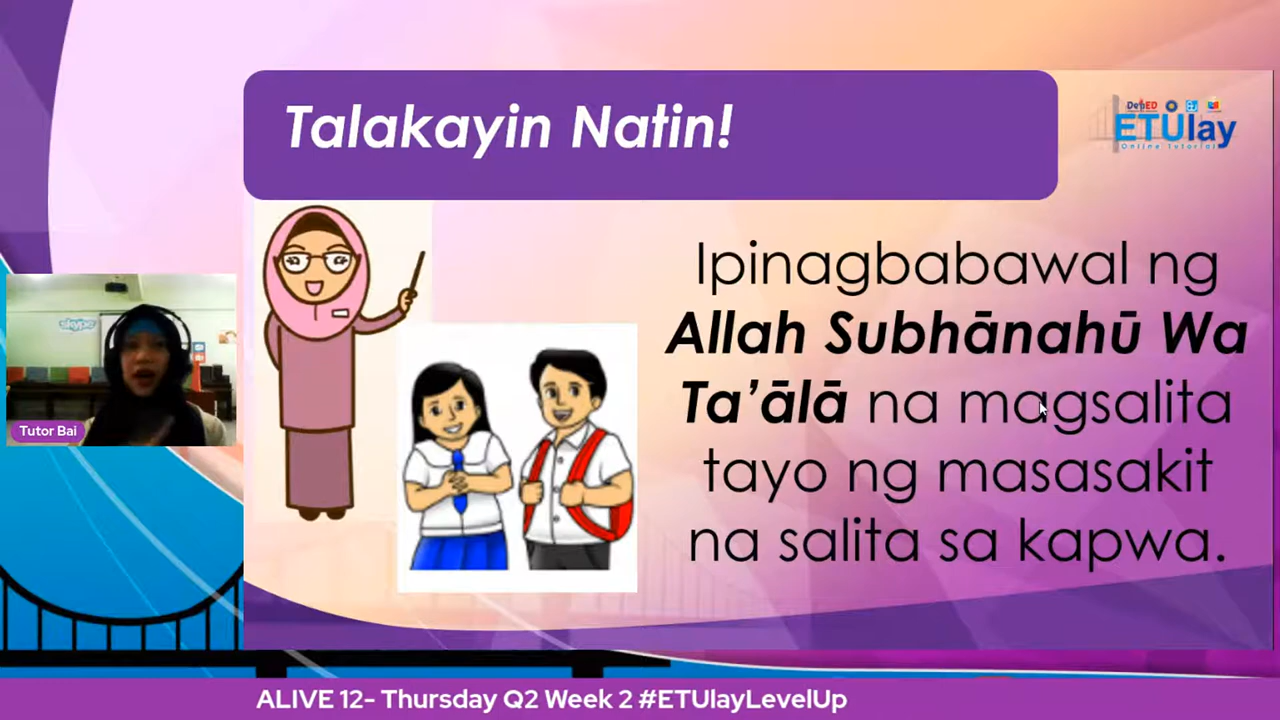 Talakayin Natin!
DepED
ETUlay
Online Tutorial
Ipinagbabawal ng
Allah Subhānahū Wa
Ta’ālā na magsalita
tayo ng masasakit
na salita sa kapwa.
skype
Tutor Bai
ALIVE 12- Thursday Q2 Week 2 #ETUlayLevelUp